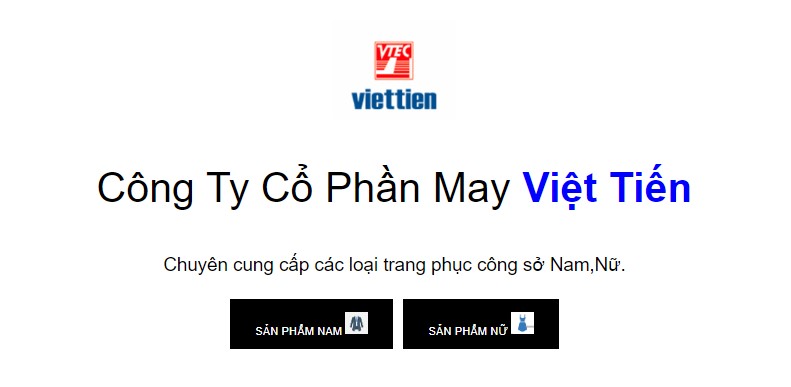 VTEC
viettien
Công Ty Cổ Phần May Việt Tiến
Chuyên cung cấp các loại trang phục công sở Nam,Nữ.
SẢN PHẨM NAM
SẢN PHẨM NỮ